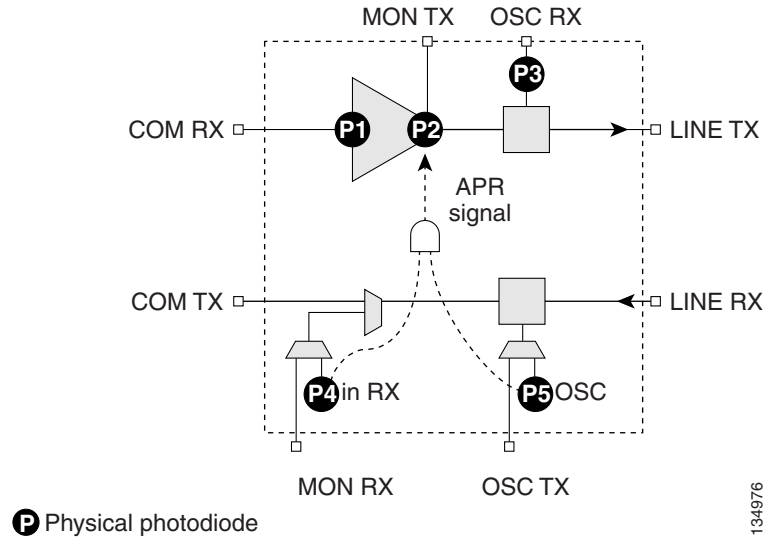 MON TX
OSC RX
P3
COM RX
P1
P2
LINE TX
APR
signal
COM TX
LINE RX
P4
in RX
P5
OSC
MON RX
OSC TX
P Physical photodiode
134976